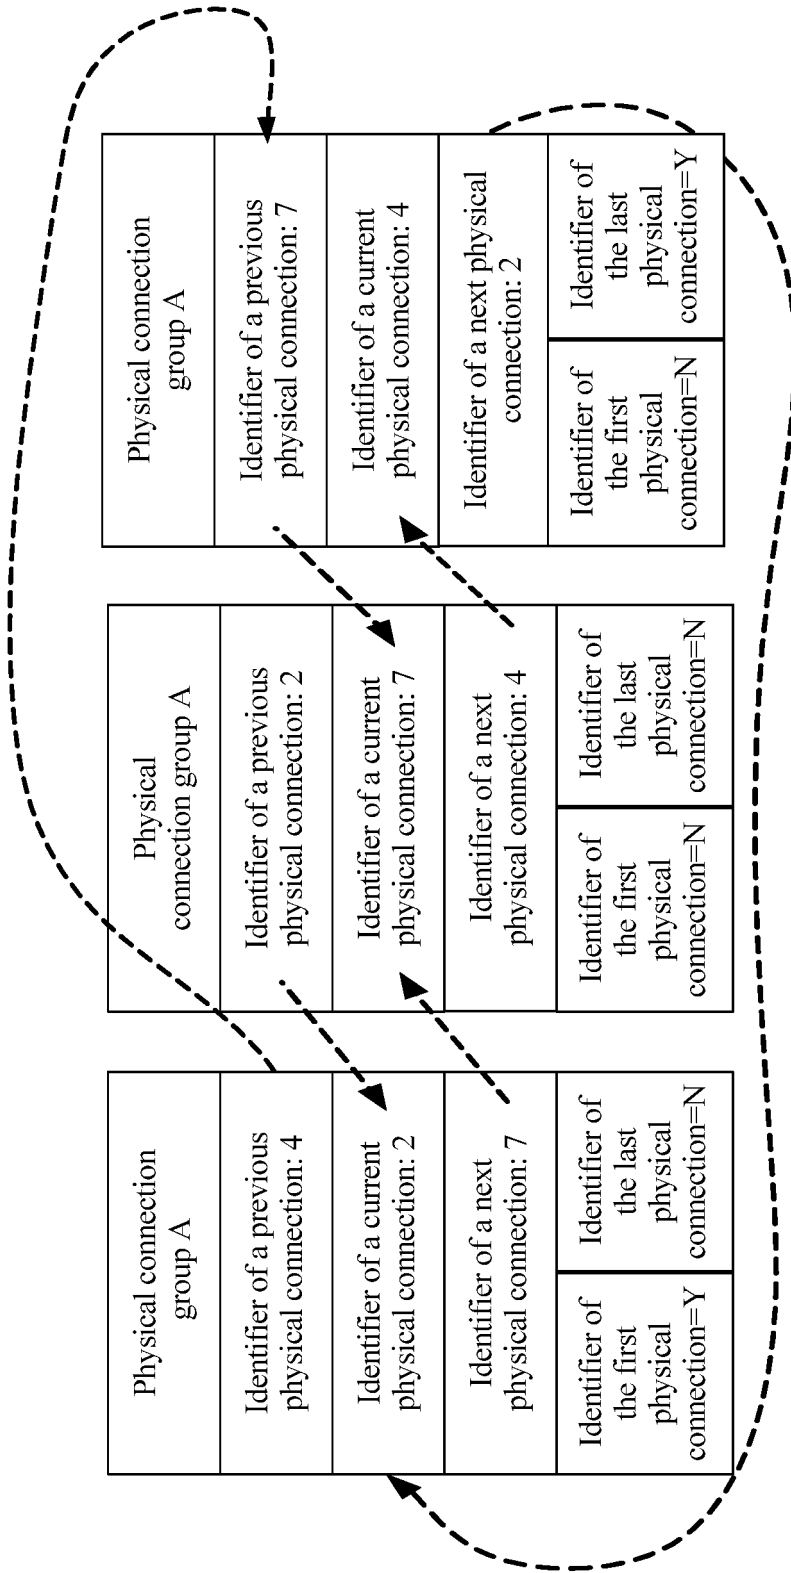 Physical connection
group A
Identifier of a previous
physical connection: 4
Identifier of a current
physical connection: 2
Identifier of a next
physical connection: 7
Identifier of
the first
physical
connection=Y
Identifier of
the last
physical
connection=N
Physical
connection group A
Identifier of a previous
physical connection: 2
Identifier of a current
physical connection: 7
Identifier of a next
physical connection: 4
Identifier of
the first
physical
connection=N
Identifier of
the last
physical
connection=N
Physical connection
group A
Identifier of a previous
physical connection: 7
Identifier of a current
physical connection: 4
Identifier of a next physical
connection: 2
Identifier of
the first
physical
connection=N
Identifier of
the last
physical
connection=Y